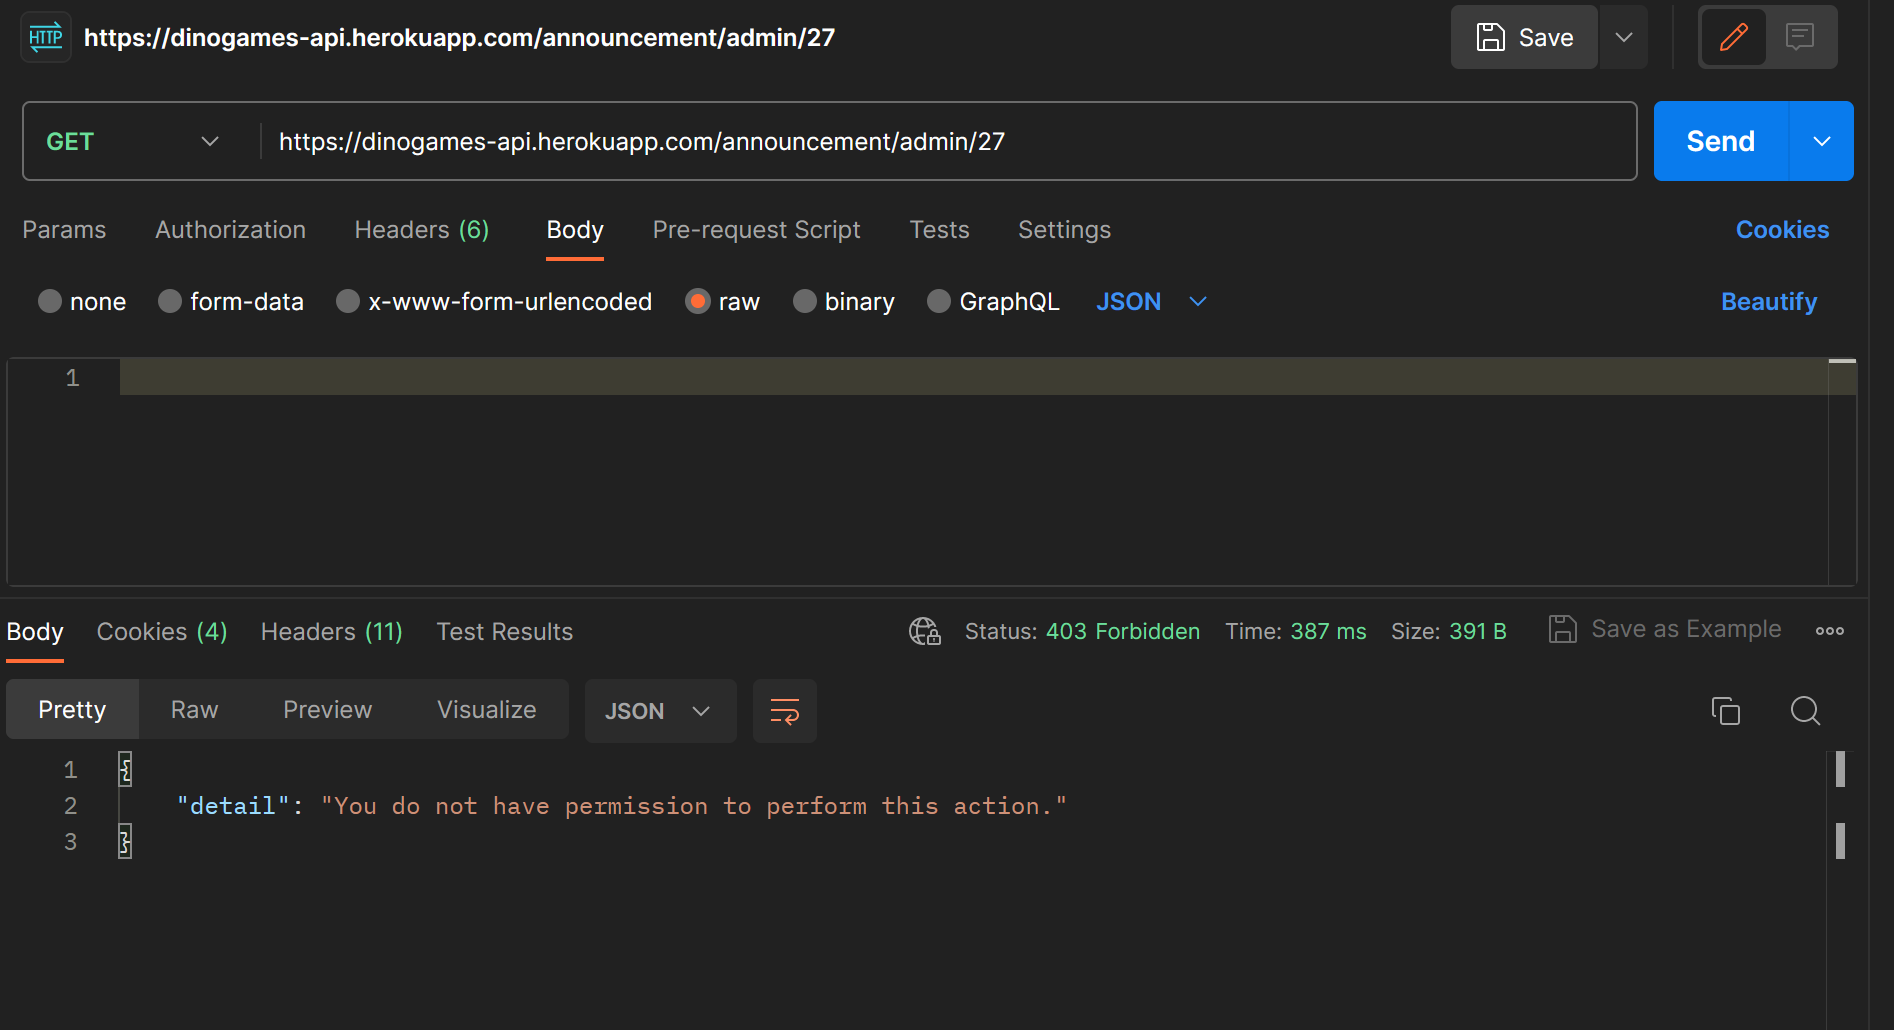 HTTP https://dinogames-api.herokuapp.com/announcement/admin/27 Save
GET https://dinogames-api.herokuapp.com/announcement/admin/27 Send
Params Authorization Headers (6) Body Pre-request Script Tests Settings Cookies
none form-data x-www-form-urlencoded raw binary GraphQL JSON Beautify
1
Body Cookies (4) Headers (11) Test Results Status: 403 Forbidden Time: 387 ms Size: 391 B Save as Example
Pretty Raw Preview Visualize JSON
1 {
2 "detail": "You do not have permission to perform this action."
3 }